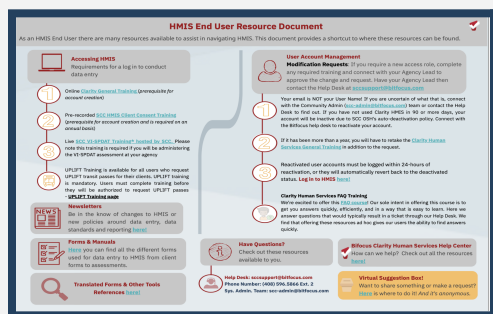 HMIS End User Resource Document
As an HMIS End User there are many resources available to assist in navigating HMIS. This document provides a shortcut to where these resources can be found.
Accessing HMIS
Requirements for a log in to conduct
data entry
1
Online Clarity General Training (prerequisite for
account creation)
2
Pre-recorded SCC HMIS Client Consent Training
(prerequisite for account creation and is required on an
annual basis)
3
Live SCC VI-SPDAT Training* hosted by SCC. Please
note this training is required if you will be administering
the VI-SPDAT assessment at your agency
UPLIFT Training is available for all users who request
UPLIFT transit passes for their clients. UPLIFT training
is mandatory. Users must complete training before
they will be authorized to request UPLIFT passes
- UPLIFT Training page
NEWS
Newsletters
Be in the know of changes to HMIS or
new policies around data entry, data
standards and reporting here!
Forms & Manuals
Here you can find all the different forms
used for data entry to HMIS from client
forms to assessments.
Translated Forms & Other Tools
References here!
User Account Management
Modification Requests: If you require a new access role, complete
any required training and connect with your Agency Lead to
approve the change and request. Have your Agency Lead then
contact the Help Desk at sccsupport@bitfocus.com
1
Your email is NOT your User Name! If you are uncertain of what that is, connect
with the Community Admin (scc-admin@bitfocus.com) team or contact the Help
Desk to find out. If you have not used Clarity HMIS in 90 or more days, your
account will be inactive due to SCC OSH's auto-deactivation policy. Connect with
the Bitfocus help desk to reactivate your account.
2
If it has been more than a year, you will have to retake the Clarity Human
Services General Training in addition to the request.
3
Reactivated user accounts must be logged within 24-hours of
reactivation, or they will automatically revert back to the deactivated
status. Log in to HMIS here!
Clarity Human Services FAQ Training
We're excited to offer this FAQ course! Our sole intent in offering this course is to
get you answers quickly, efficiently, and in a way that is easy to learn. Here we
answer questions that would typically result in a ticket through our Help Desk. We
find that offering these resources ad hoc gives our users the ability to find answers
quickly.
Have Questions?
Check out these resources
available to you.
Help Desk: sccsupport@bitfocus.com
Phone Number: (408) 596.5866 Ext. 2
Sys. Admin. Team: scc-admin@bitfocus.com
Bitfocus Clarity Human Services Help Center
How can we help? Check out all the resources
here!
Virtual Suggestion Box!
Want to share something or make a request?
Here is where to do it! And it's anonymous.